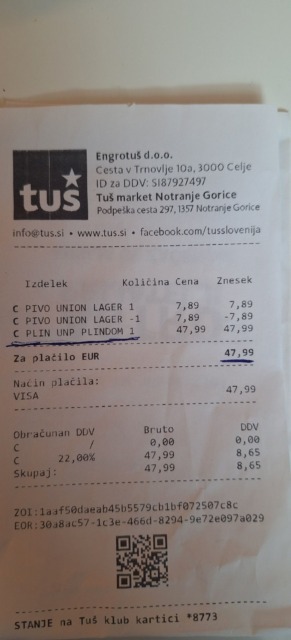 tuš
Engrotuš d.o.o.
Cesta v Trnovlje 10a, 3000 Celje
ID za DDV: SI87927497
Tuš market Notranje Gorice
Podpeška cesta 297, 1357 Notranje Gorice
info@tus.si • www.tus.si • facebook.com/tusslovenija
Izdelek Količina Cena Znesek
C PIVO UNION LAGER 1 7,89 7,89
C PIVO UNION LAGER -1 7,89 -7,89
C PLIN UNP PLINDOM 1 47,99 47,99
Za plačilo EUR 47,99
Način plačila:
VISA 47,99
Obračunan DDV Bruto DDV
C / 0,00 0,00
C 22,00% 47,99 8,65
Skupaj: 47,99 8,65
ZOI:1aaf50daeab45b5579cb1bf072507c8c
EOR:30a8ac57-1c3e-466d-8294-9e72e097a029
STANJE na Tuš klub kartici *8773